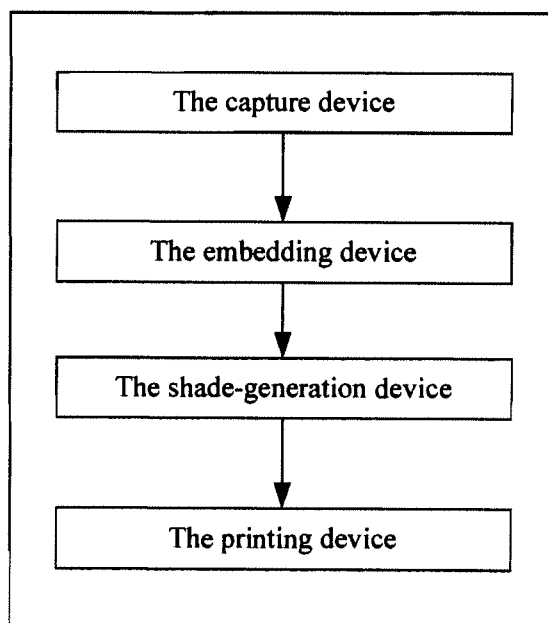 The capture device
The embedding device
The shade-generation device
The printing device